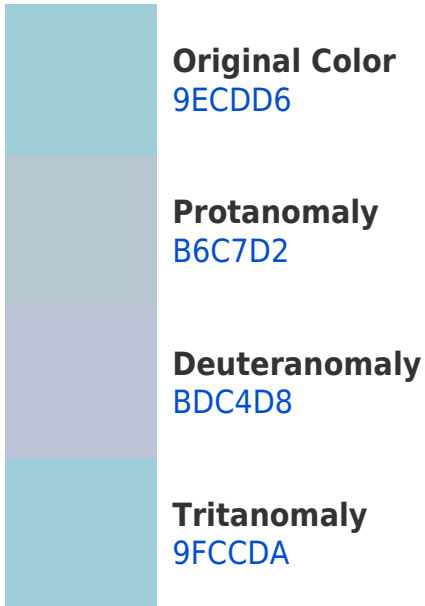 Original Color
9ECDD6
Protanomaly
B6C7D2
Deuteranomaly
BDC4D8
Tritanomaly
9FCCDA